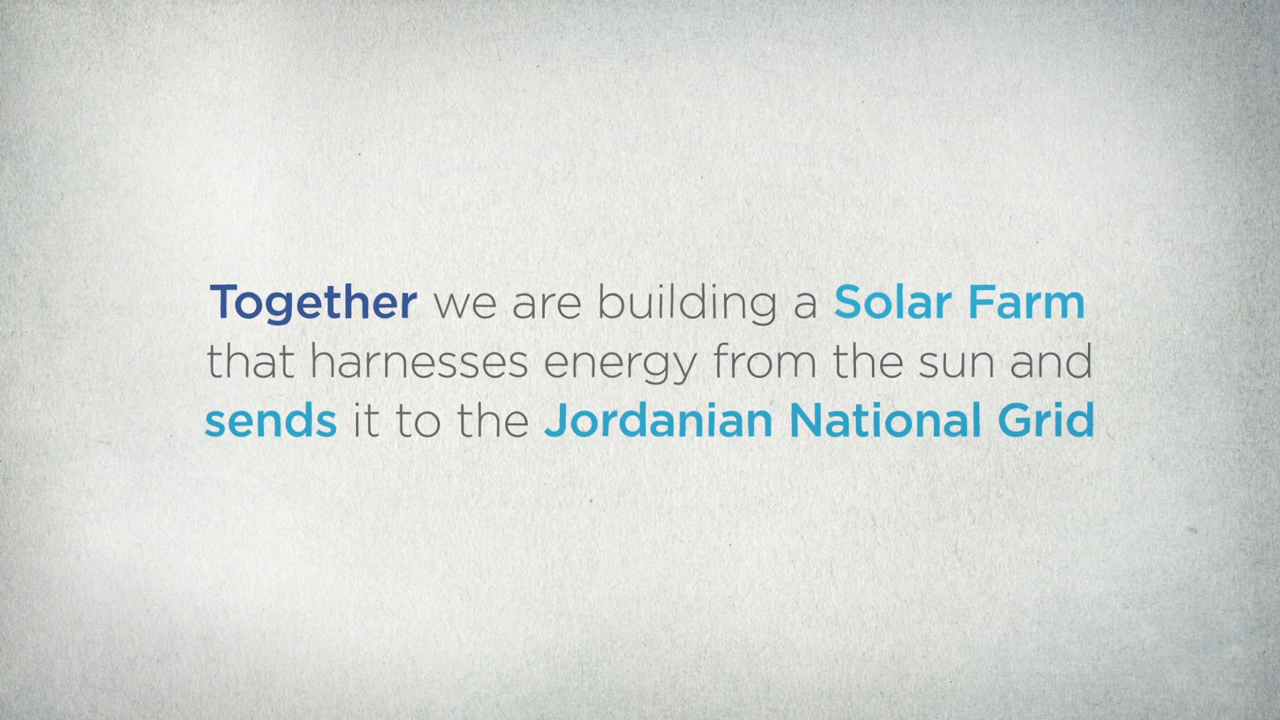 Together we are building a Solar Farm
that harnesses energy from the sun and
sends it to the Jordanian National Grid